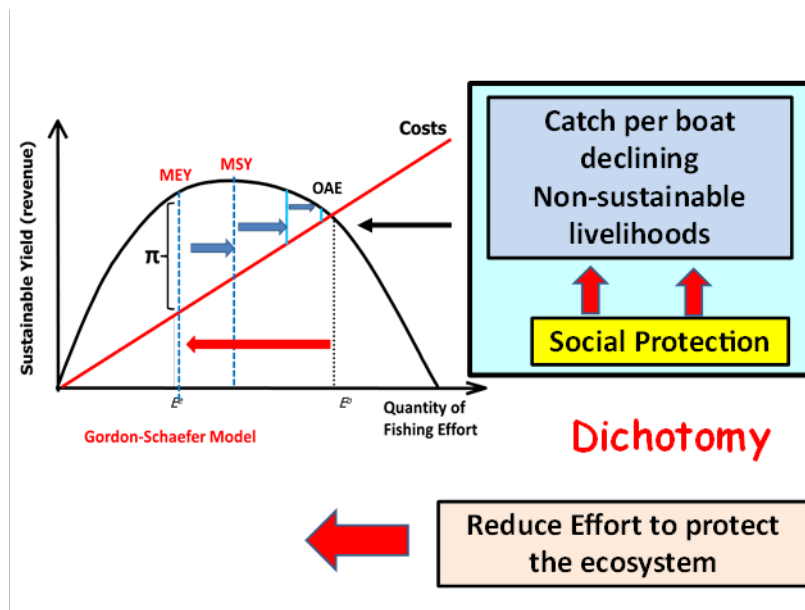 Catch per boat
declining
Non-sustainable
livelihoods
Social Protection
Costs
MEY
MSY
OAE
π
Sustainable Yield (revenue)
Quantity of
Fishing Effort
Gordon-Schaefer Model
Dichotomy
Reduce Effort to protect
the ecosystem